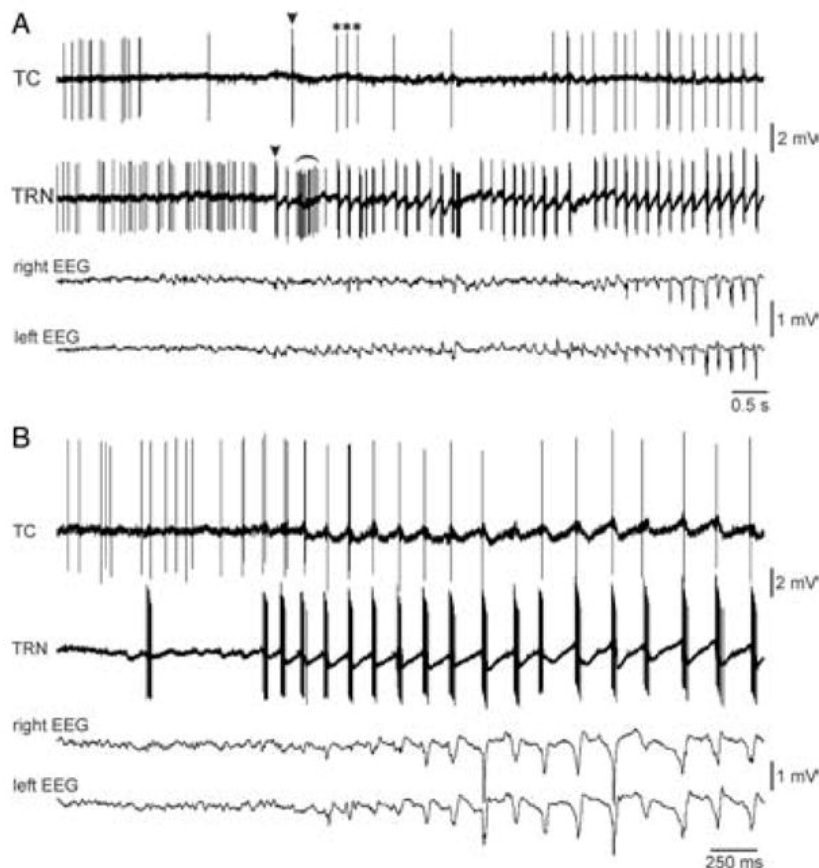 A
***
TC
2 mV
TRN
right EEG
1 mV
left EEG
0.5 s
B
TC
2 mV
TRN
right EEG
1 mV
left EEG
250 ms